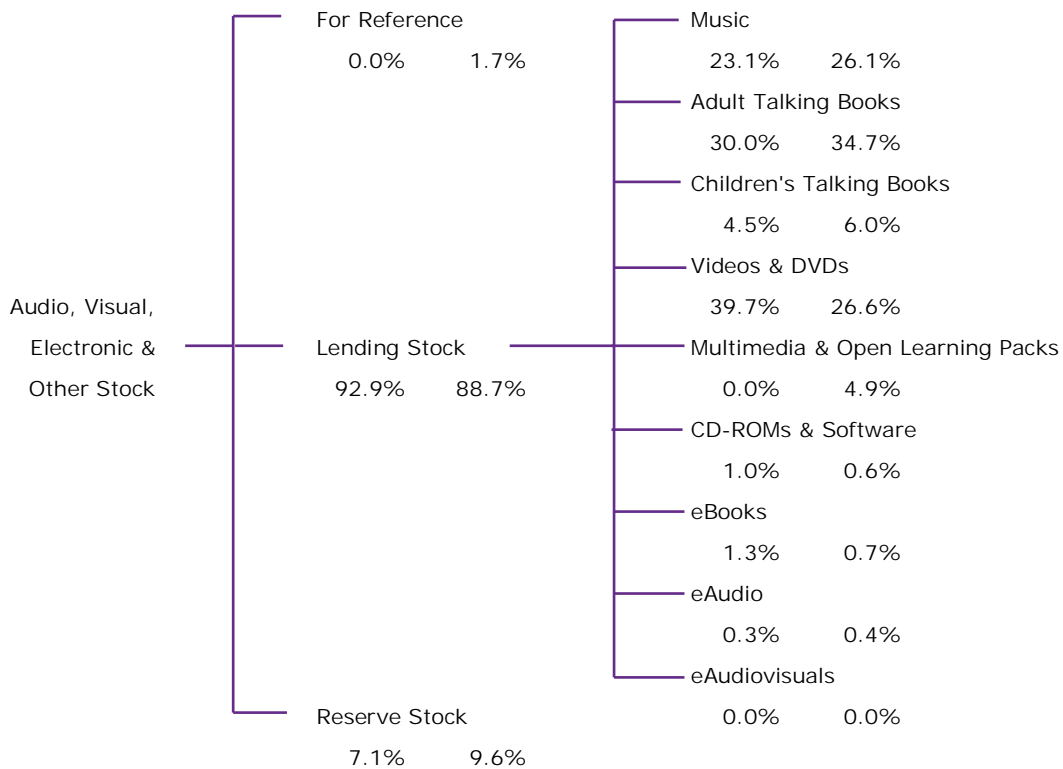 For Reference
0.0% 1.7%
Music
23.1% 26.1%
Adult Talking Books
30.0% 34.7%
Children's Talking Books
4.5% 6.0%
Videos & DVDs
39.7% 26.6%
Audio, Visual,
Electronic &
Other Stock
Lending Stock
92.9% 88.7%
Multimedia & Open Learning Packs
0.0% 4.9%
CD-ROMs & Software
1.0% 0.6%
eBooks
1.3% 0.7%
eAudio
0.3% 0.4%
eAudiovisuals
0.0% 0.0%
Reserve Stock
7.1% 9.6%